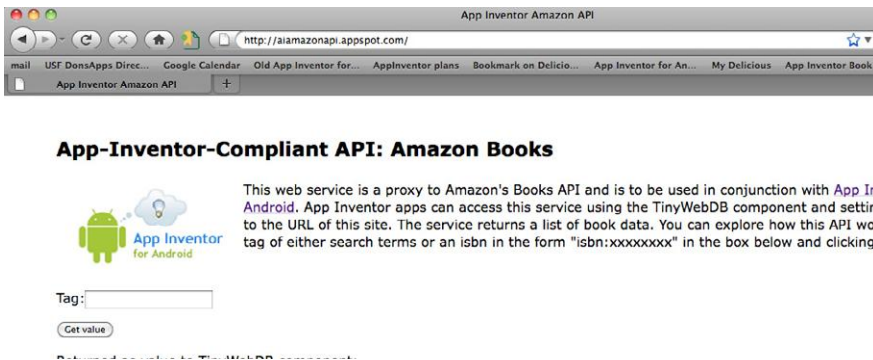 App Inventor Amazon API
http://aiamazonapi.appspot.com/
mail USF DonsApps Direc... Google Calendar Old App Inventor for... AppInventor plans Bookmark on Delicio... App Inventor for An... My Delicious App Inventor Book
App Inventor Amazon API +
App-Inventor-Compliant API: Amazon Books
App Inventor
for Android
This web service is a proxy to Amazon's Books API and is to be used in conjunction with App In
Android. App Inventor apps can access this service using the TinyWebDB component and settin
to the URL of this site. The service returns a list of book data. You can explore how this API wo
tag of either search terms or an isbn in the form "isbn:xxxxxxxx" in the box below and clicking
Tag:
Get value
Returned as value to TinyWebDB component: